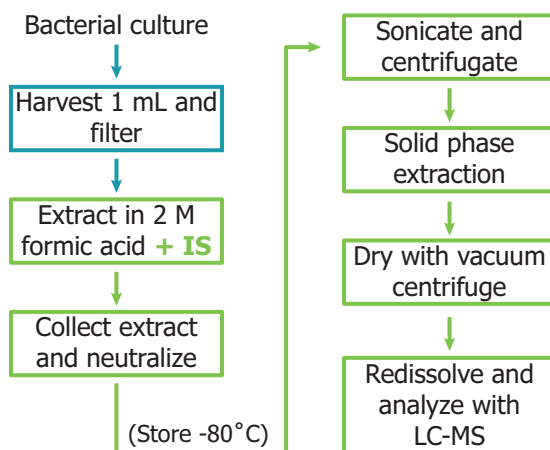 Bacterial culture
Harvest 1 mL and
filter
Extract in 2 M
formic acid + IS
Collect extract
and neutralize
(Store -80°C)
Sonicate and
centrifugate
Solid phase
extraction
Dry with vacuum
centrifuge
Redissolve and
analyze with
LC-MS